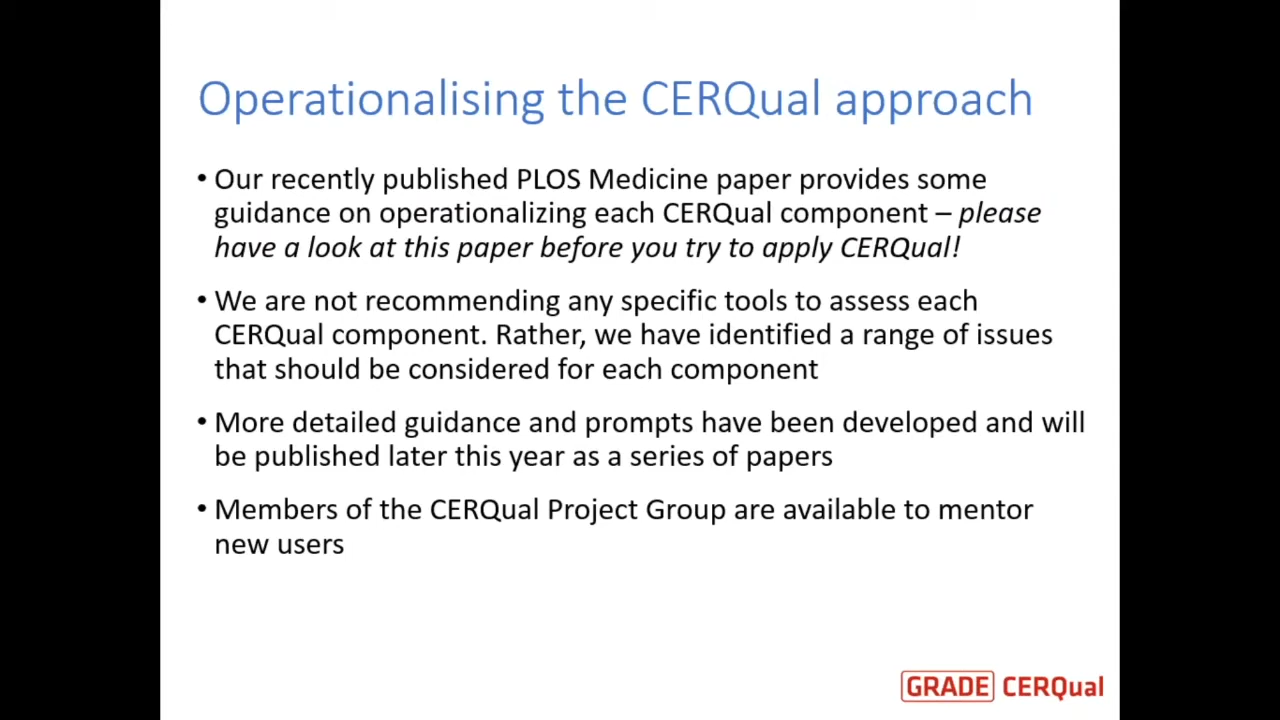 Operationalising the CERQual approach
• Our recently published PLOS Medicine paper provides some
guidance on operationalizing each CERQual component – please
have a look at this paper before you try to apply CERQual!
• We are not recommending any specific tools to assess each
CERQual component. Rather, we have identified a range of issues
that should be considered for each component
• More detailed guidance and prompts have been developed and will
be published later this year as a series of papers
• Members of the CERQual Project Group are available to mentor
new users
GRADE CERQual